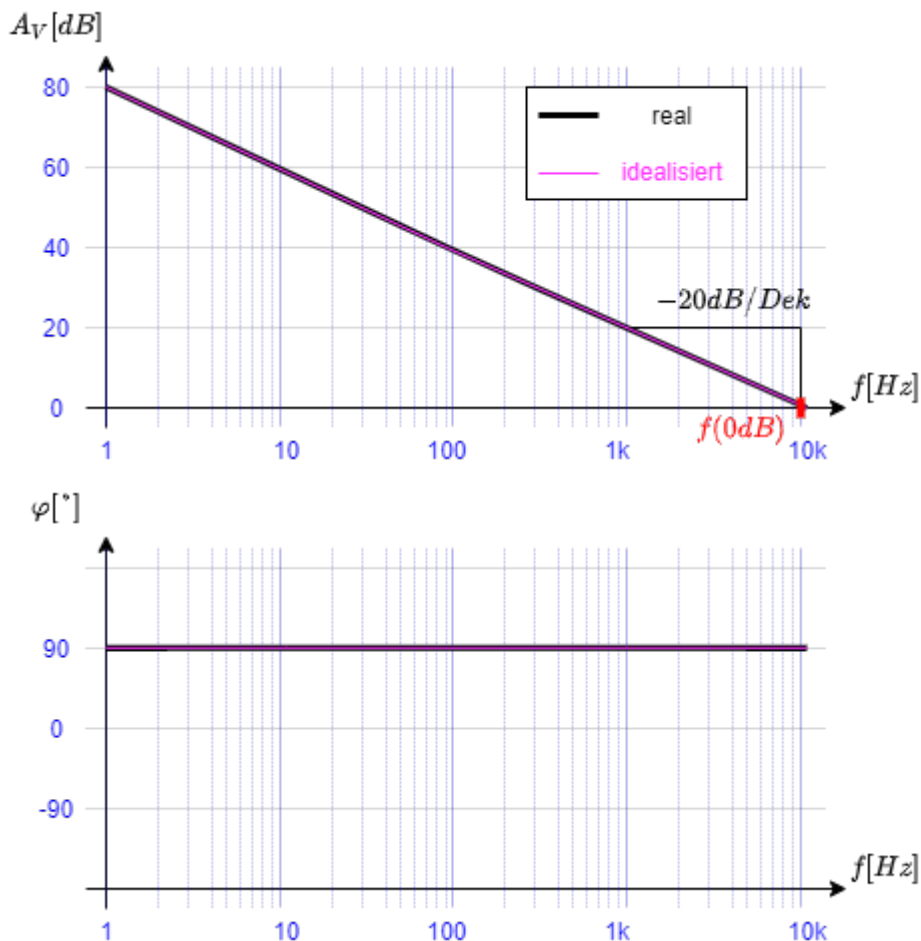 A_V[dB]
80
60
40
20
0
real
idealisiert
−20dB/Dek
f[Hz]
f(0dB)
1
10
100
1k
10k
φ[°]
90
0
-90
f[Hz]
1
10
100
1k
10k